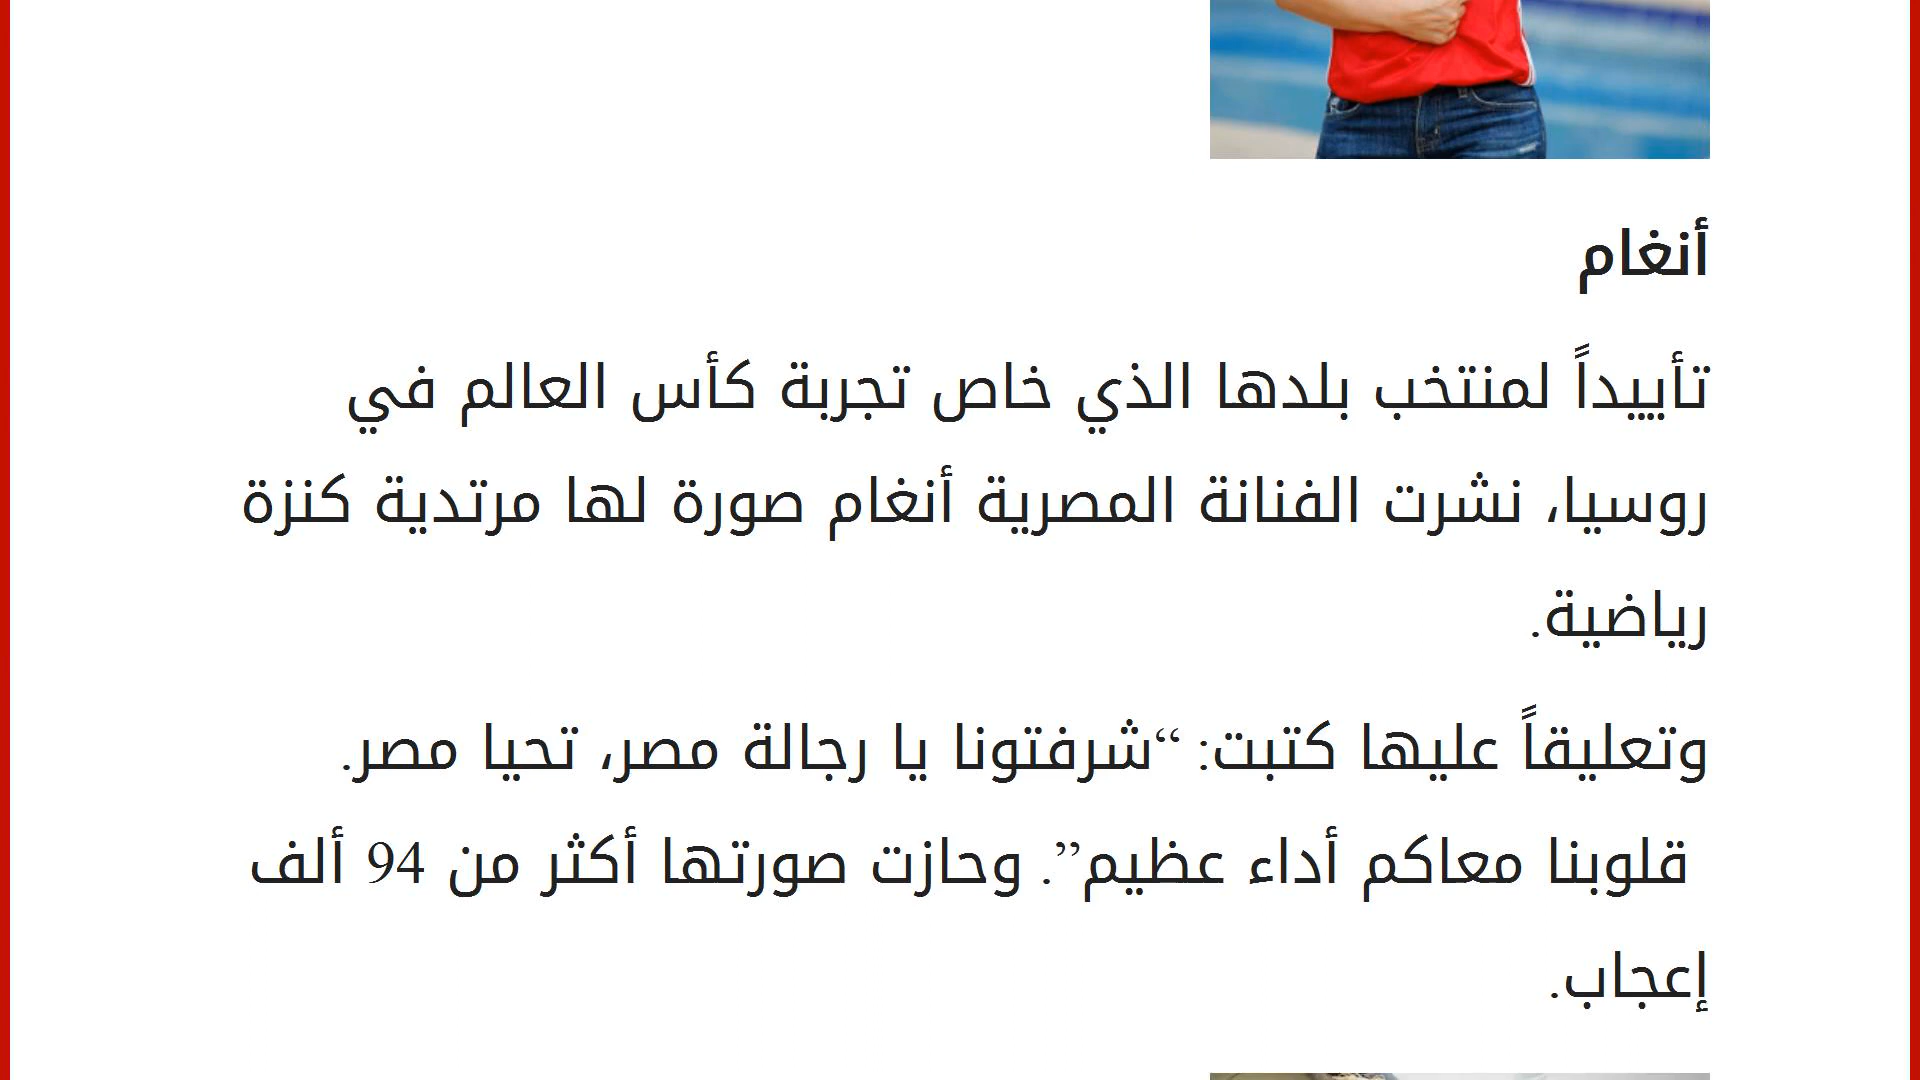 أنغام
تأييداً لمنتخب بلدها الذي خاص تجربة كأس العالم في
روسيا، نشرت الفنانة المصرية أنغام صورة لها مرتدية كنزة
رياضية.
وتعليقاً عليها كتبت: “شرفتونا يا رجالة مصر، تحيا مصر.
قلوبنا معاكم أداء عظيم”. وحازت صورتها أكثر من 94 ألف
إعجاب.